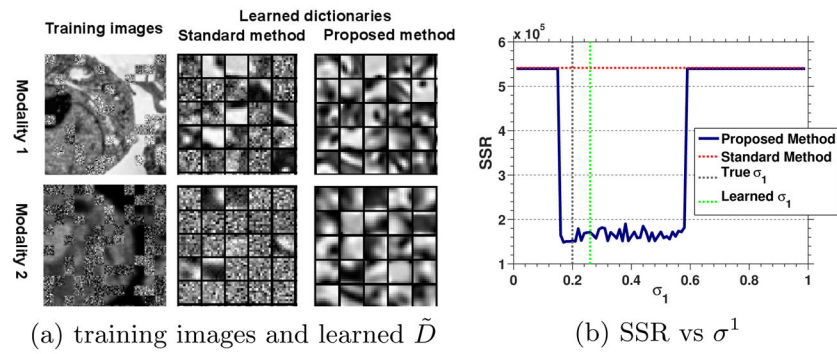 Training images
Learned dictionaries
Standard method
Proposed method
Modality 1
Modality 2
(a) training images and learned D̃
x 10⁵
6
5
4
3
2
1
SSR
0
0.2
0.4
0.6
0.8
1
σ₁
Proposed Method
Standard Method
True σ₁
Learned σ₁
(b) SSR vs σ¹